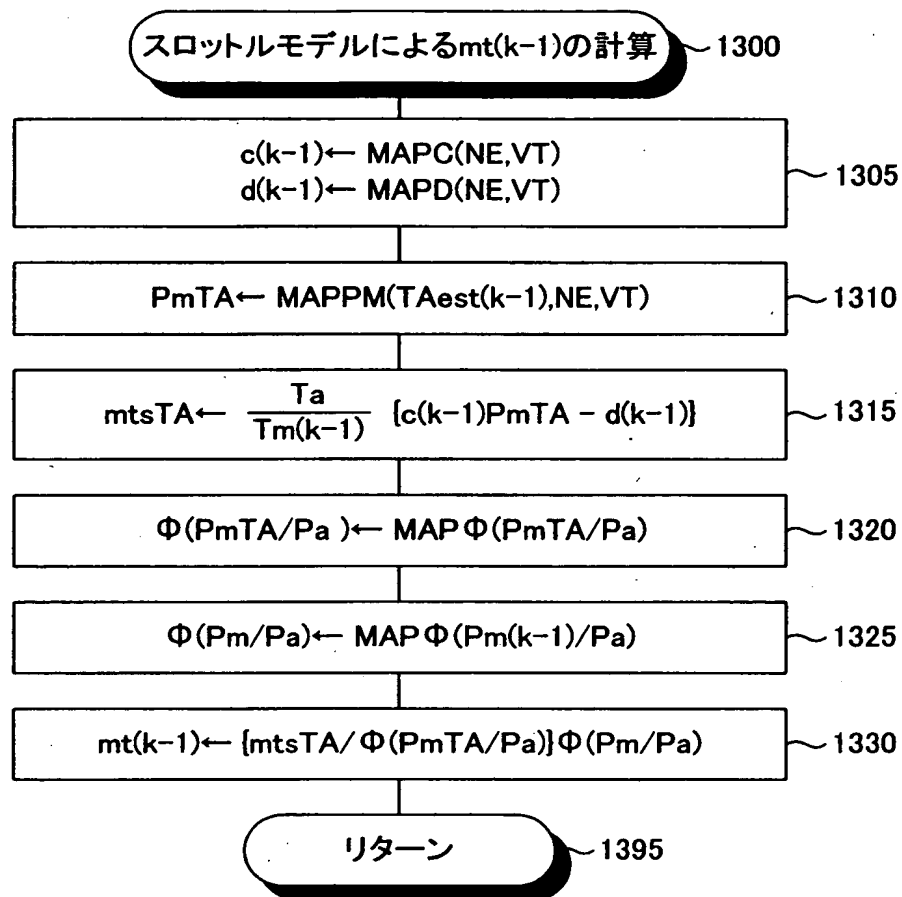 スロットルモデルによるmt(k-1)の計算
1300
c(k-1)← MAPC(NE,VT)
d(k-1)← MAPD(NE,VT)
1305
PmTA← MAPPM(TAest(k-1),NE,VT)
1310
mtsTA← Ta/Tm(k-1) {c(k-1)PmTA - d(k-1)}
1315
Φ(PmTA/Pa )← MAPΦ(PmTA/Pa)
1320
Φ(Pm/Pa)← MAPΦ(Pm(k-1)/Pa)
1325
mt(k-1)← {mtsTA/Φ(PmTA/Pa)}Φ(Pm/Pa)
1330
リターン
1395